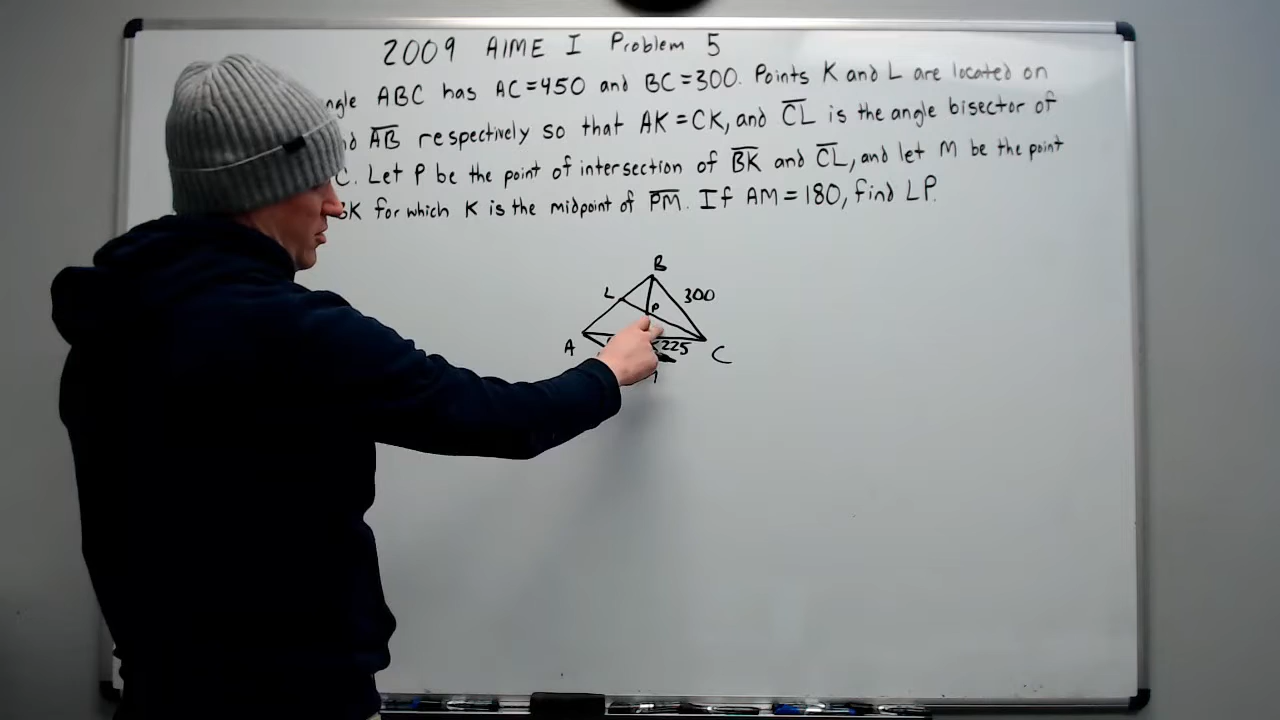 2009 AIME I Problem 5
ngle ABC has AC=450 and BC=300. Points K and L are located on
AB respectively so that AK=CK, and CL is the angle bisector of
C. Let P be the point of intersection of BK and CL, and let M be the point
BK for which K is the midpoint of PM. If AM=180, find LP.
B
L
300
P
A
225
C